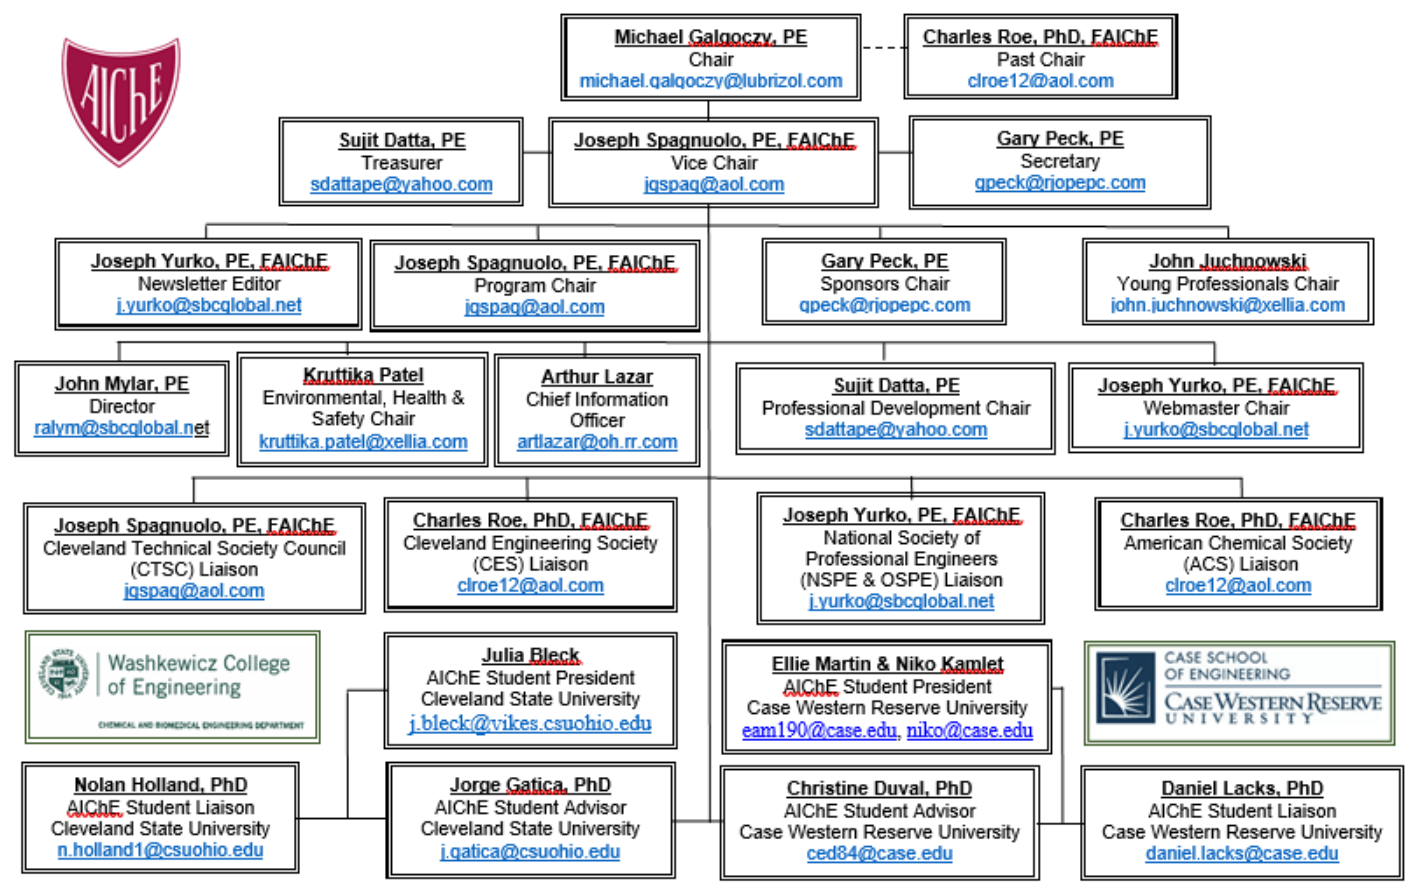 AIChE
Michael Galgoczy, PE
Chair
michael.galgoczy@lubrizol.com
Charles Roe, PhD, FAIChE
Past Chair
clroe12@aol.com
Sujit Datta, PE
Treasurer
sdattape@yahoo.com
Joseph Spagnuolo, PE, FAIChE
Vice Chair
jgspag@aol.com
Gary Peck, PE
Secretary
gpeck@rjopepc.com
Joseph Yurko, PE, FAIChE
Newsletter Editor
j.yurko@sbcglobal.net
Joseph Spagnuolo, PE, FAIChE
Program Chair
jgspag@aol.com
Gary Peck, PE
Sponsors Chair
gpeck@rjopepc.com
John Juchnowski
Young Professionals Chair
john.juchnowski@xellia.com
John Mylar, PE
Director
ralym@sbcglobal.net
Kruttika Patel
Environmental, Health &
Safety Chair
kruttika.patel@xellia.com
Arthur Lazar
Chief Information
Officer
artlazar@oh.rr.com
Sujit Datta, PE
Professional Development Chair
sdattape@yahoo.com
Joseph Yurko, PE, FAIChE
Webmaster Chair
j.yurko@sbcglobal.net
Joseph Spagnuolo, PE, FAIChE
Cleveland Technical Society Council
(CTSC) Liaison
jgspag@aol.com
Charles Roe, PhD, FAIChE
Cleveland Engineering Society
(CES) Liaison
clroe12@aol.com
Joseph Yurko, PE, FAIChE
National Society of
Professional Engineers
(NSPE & OSPE) Liaison
j.yurko@sbcglobal.net
Charles Roe, PhD, FAIChE
American Chemical Society
(ACS) Liaison
clroe12@aol.com
Washkewicz College
of Engineering
CHEMICAL AND BIOMEDICAL ENGINEERING DEPARTMENT
Julia Bleck
AIChE Student President
Cleveland State University
j.bleck@vikes.csuohio.edu
Ellie Martin & Niko Kamlet
AIChE Student President
Case Western Reserve University
eam190@case.edu, niko@case.edu
CASE SCHOOL
OF ENGINEERING
CASE WESTERN RESERVE
UNIVERSITY
Nolan Holland, PhD
AIChE Student Liaison
Cleveland State University
n.holland1@csuohio.edu
Jorge Gatica, PhD
AIChE Student Advisor
Cleveland State University
j.gatica@csuohio.edu
Christine Duval, PhD
AIChE Student Advisor
Case Western Reserve University
ced84@case.edu
Daniel Lacks, PhD
AIChE Student Liaison
Case Western Reserve University
daniel.lacks@case.edu